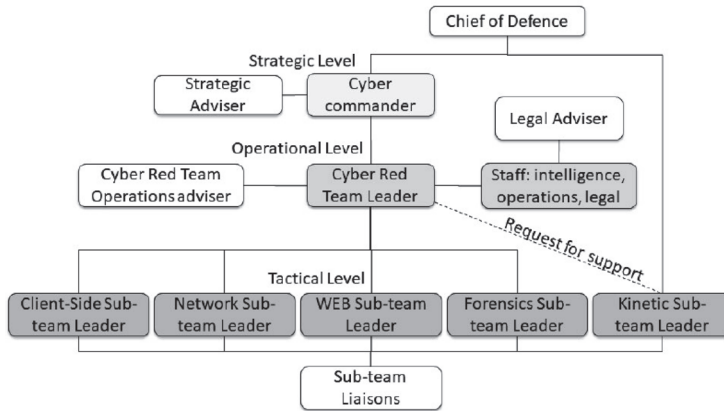 Chief of Defence
Strategic Level
Strategic
Adviser
Cyber
commander
Legal Adviser
Operational Level
Cyber Red Team
Operations adviser
Cyber Red
Team Leader
Staff: intelligence,
operations, legal
Request for support
Tactical Level
Client-Side Sub-
team Leader
Network Sub-
team Leader
WEB Sub-team
Leader
Forensics Sub-
team Leader
Kinetic Sub-
team Leader
Sub-team
Liaisons